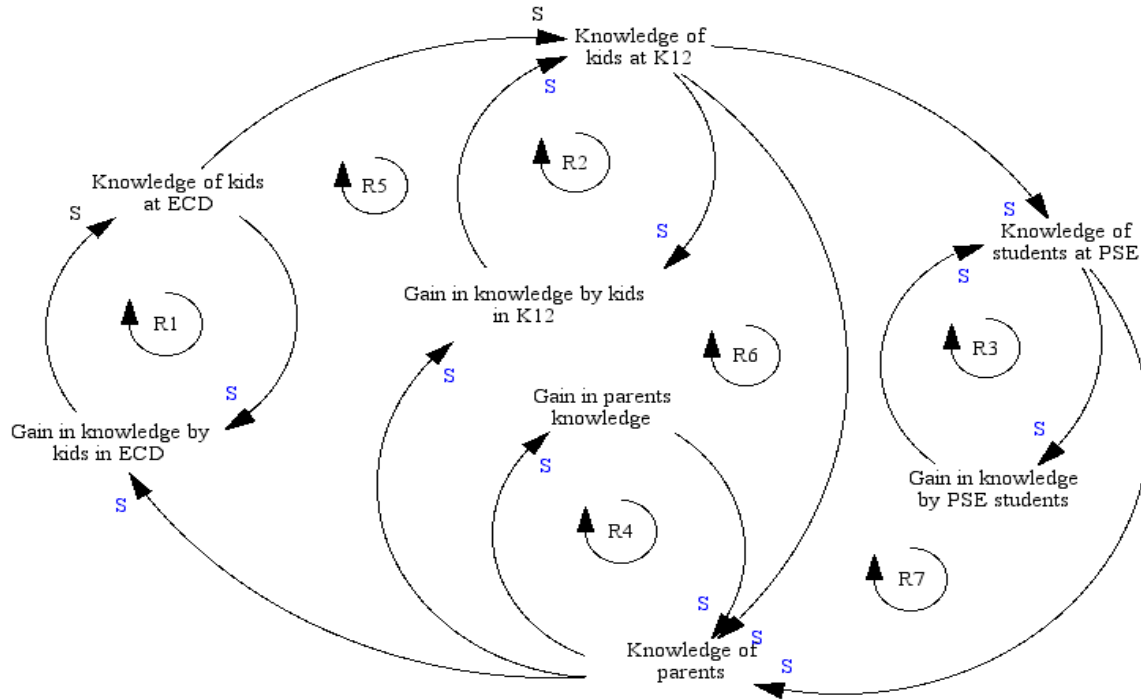 S
Knowledge of
kids at K12
S
R2
Knowledge of kids
at ECD
R5
S
S
S
Knowledge of
students at PSE
S
Gain in knowledge by kids
in K12
R1
R6
R3
S
S
Gain in parents
knowledge
Gain in knowledge by
kids in ECD
S
S
Gain in knowledge
by PSE students
S
R4
R7
S
S
Knowledge of
parents
S